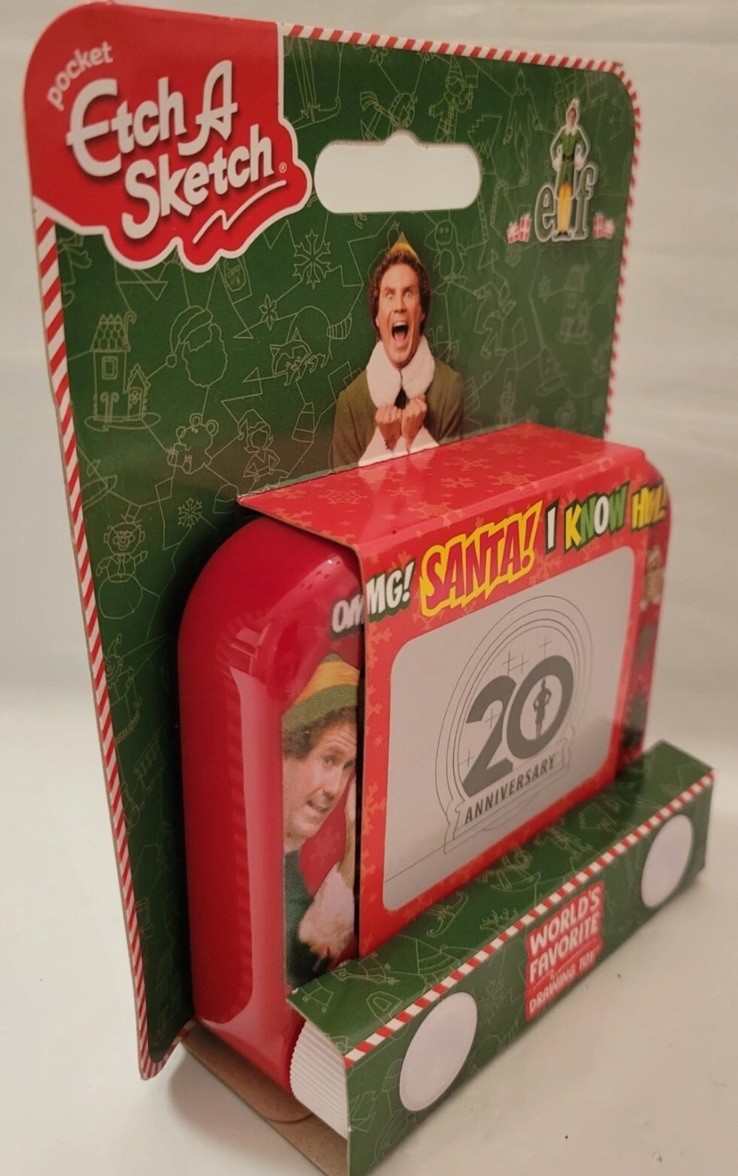 pocket
Etch A
Sketch®
elf
OMG! SANTA! I KNOW HIM!
20
ANNIVERSARY
WORLD'S
FAVORITE
DRAWING TOY